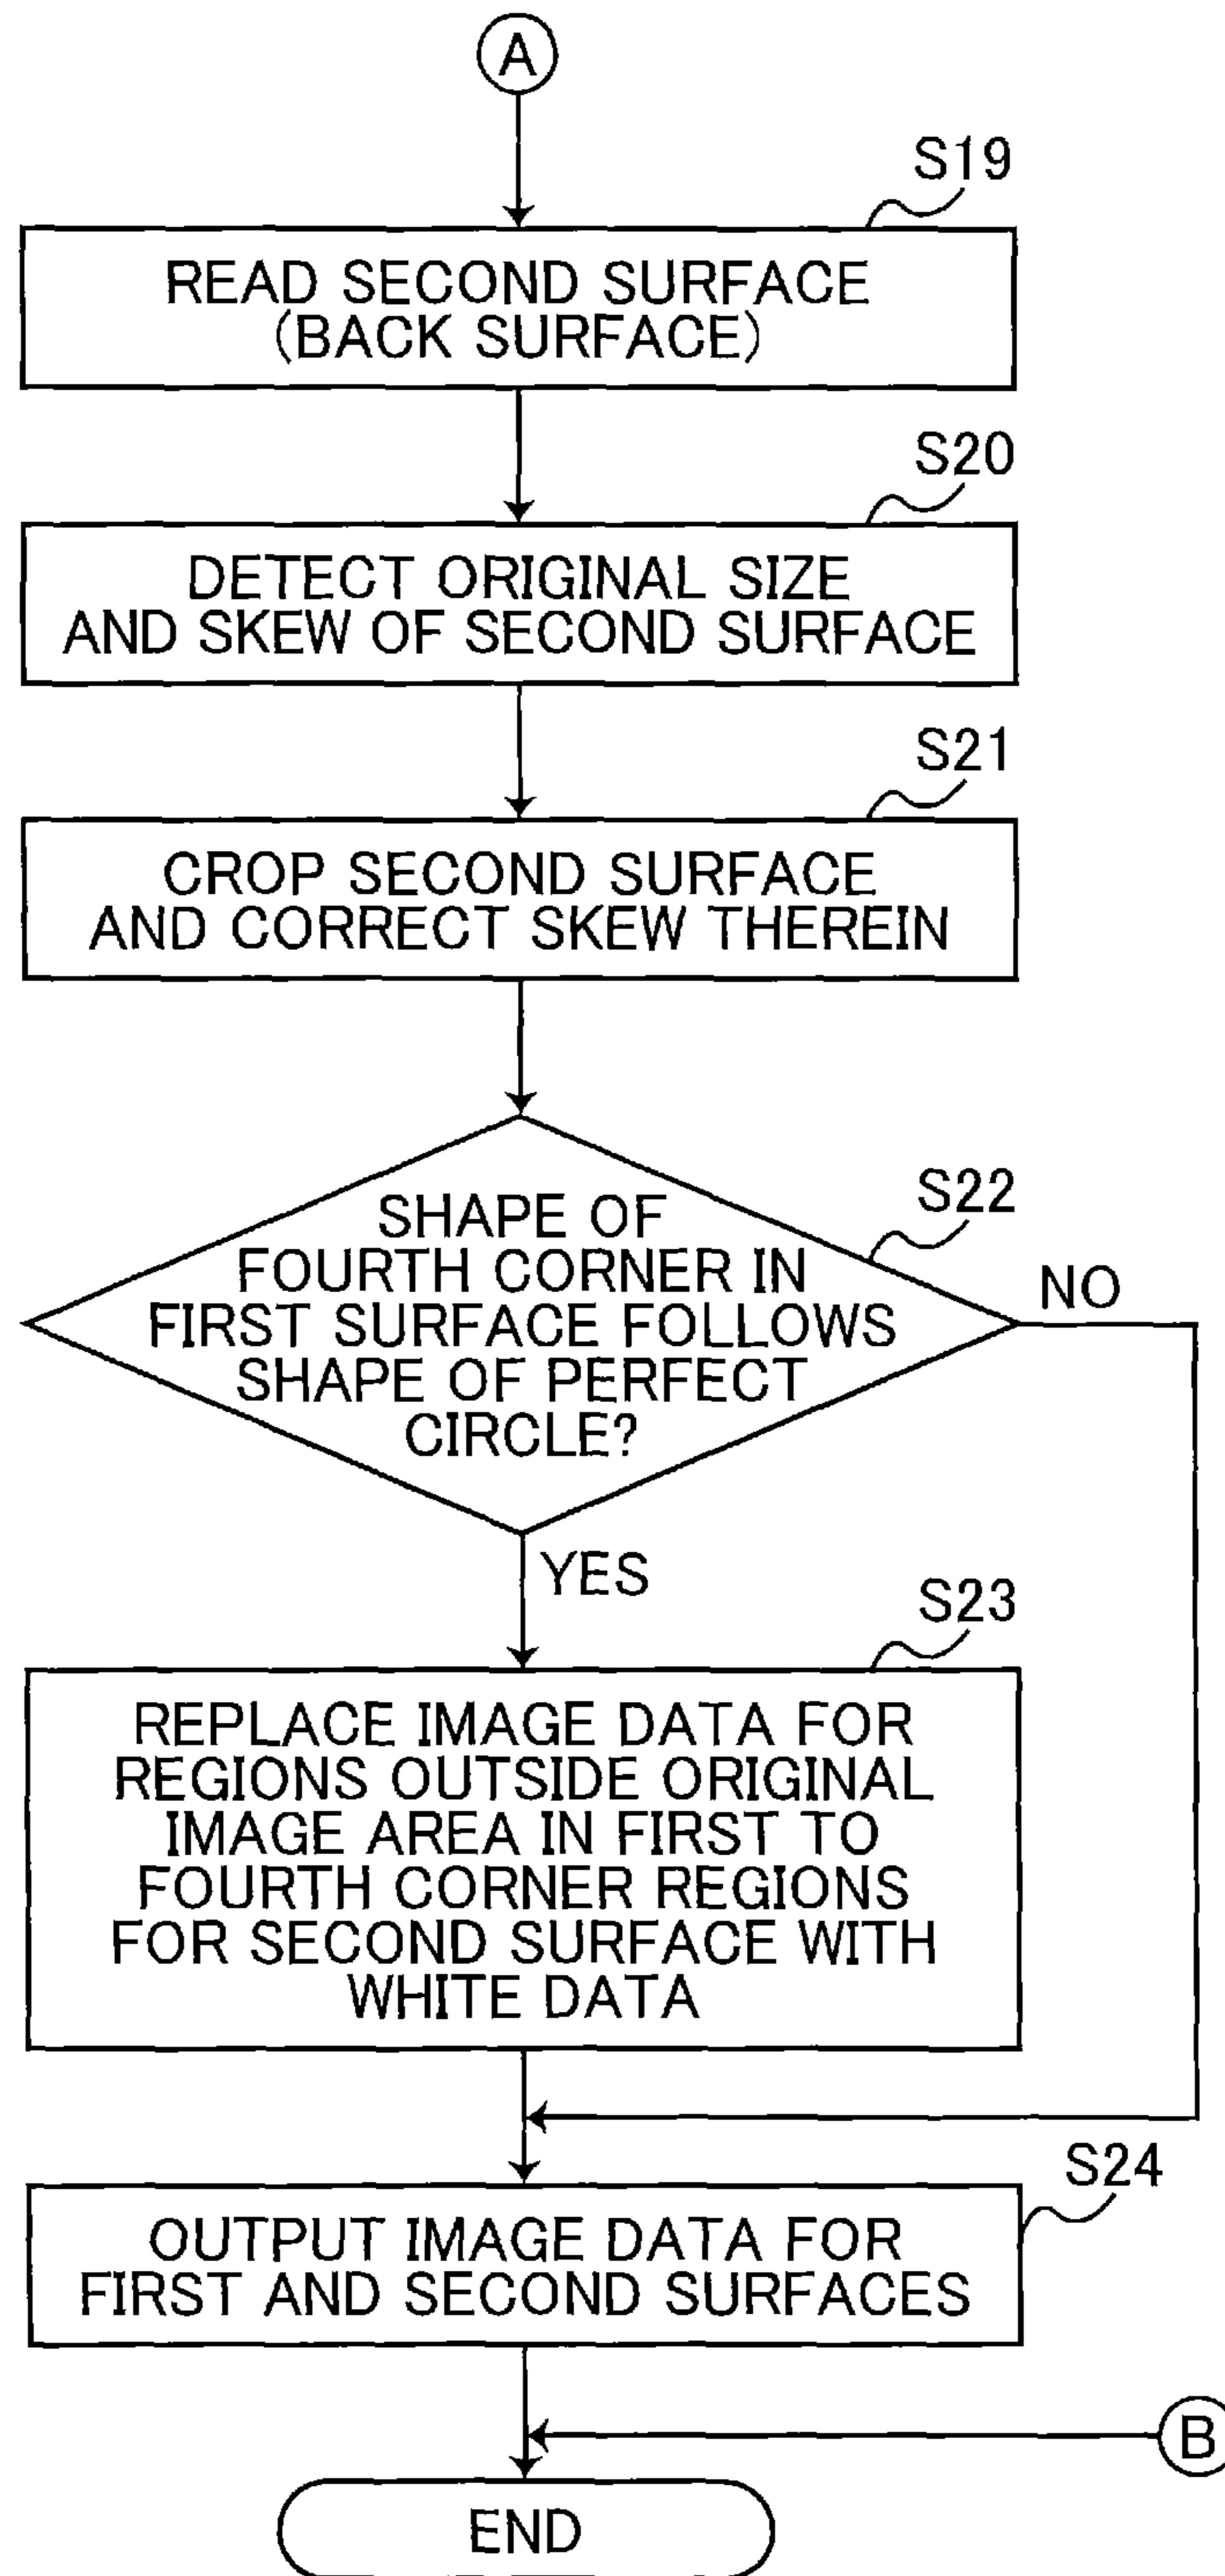 A
S19
READ SECOND SURFACE
(BACK SURFACE)
S20
DETECT ORIGINAL SIZE
AND SKEW OF SECOND SURFACE
S21
CROP SECOND SURFACE
AND CORRECT SKEW THEREIN
S22
SHAPE OF
FOURTH CORNER IN
FIRST SURFACE FOLLOWS
SHAPE OF PERFECT
CIRCLE?
NO
YES
S23
REPLACE IMAGE DATA FOR
REGIONS OUTSIDE ORIGINAL
IMAGE AREA IN FIRST TO
FOURTH CORNER REGIONS
FOR SECOND SURFACE WITH
WHITE DATA
S24
OUTPUT IMAGE DATA FOR
FIRST AND SECOND SURFACES
B
END